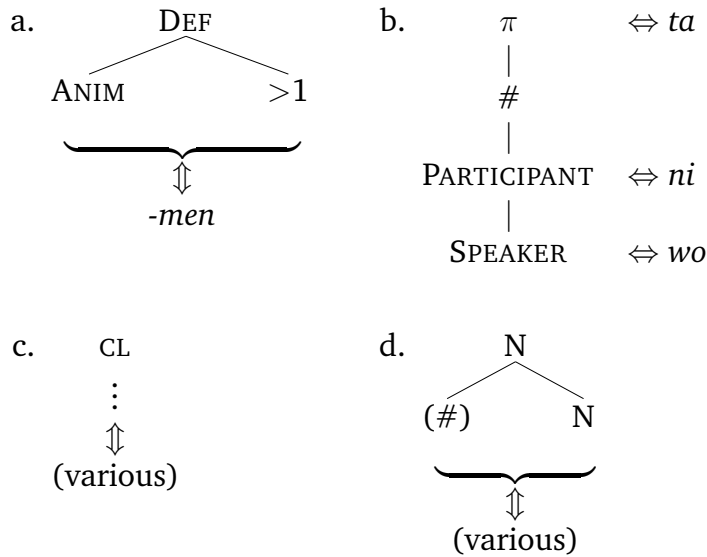 a.
DEF
ANIM >1
⇕
-men
b.
π ⇔ ta
#
PARTICIPANT ⇔ ni
SPEAKER ⇔ wo
c.
CL
⋮
⇕
(various)
d.
N
(#) N
⇕
(various)